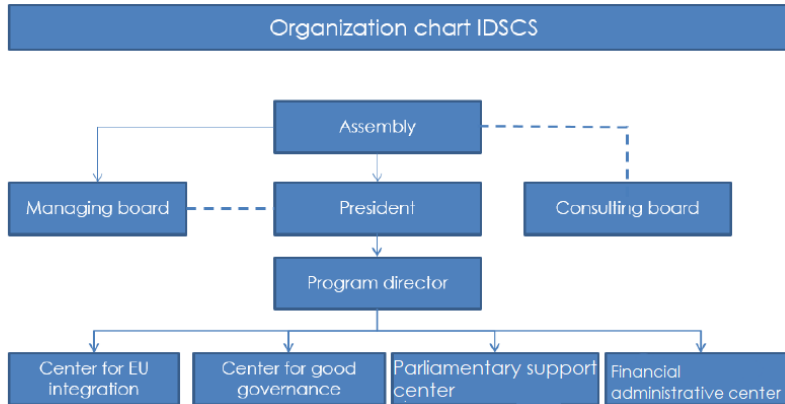 Organization chart IDSCS
Assembly
Managing board
President
Consulting board
Program director
Center for EU
integration
Center for good
governance
Parliamentary support
center
Financial
administrative center